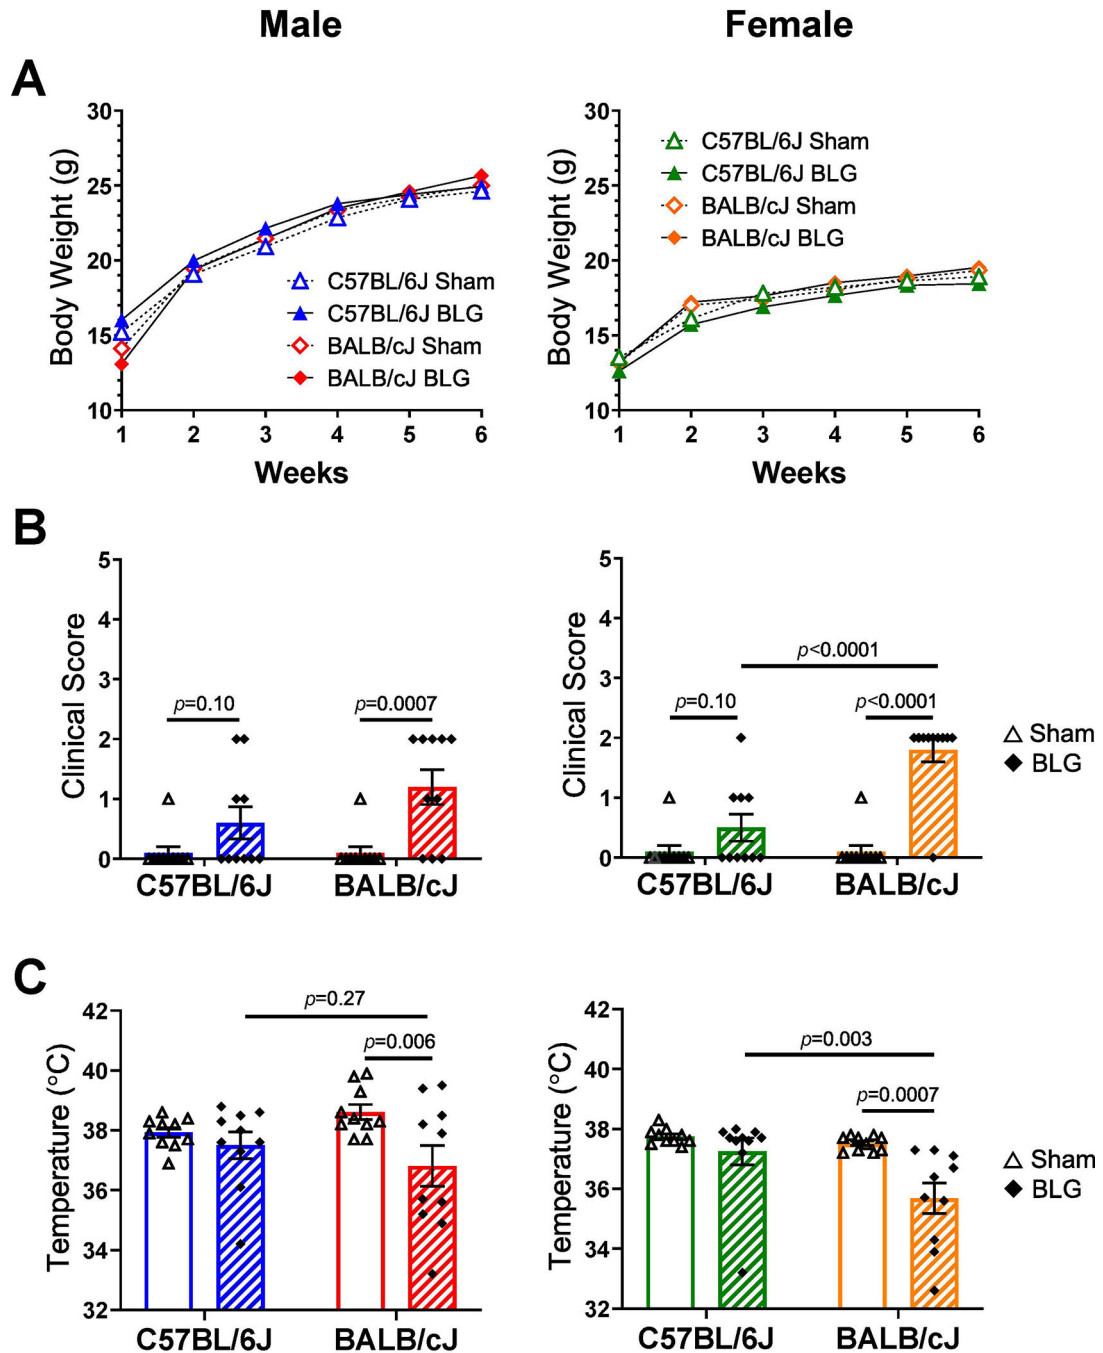 Male
Female
A
30
25
20
15
10
Body Weight (g)
1 2 3 4 5 6
Weeks
C57BL/6J Sham
C57BL/6J BLG
BALB/cJ Sham
BALB/cJ BLG
30
25
20
15
10
Body Weight (g)
1 2 3 4 5 6
Weeks
C57BL/6J Sham
C57BL/6J BLG
BALB/cJ Sham
BALB/cJ BLG
B
5
4
3
2
1
0
Clinical Score
p=0.10
p=0.0007
C57BL/6J
BALB/cJ
5
4
3
2
1
0
Clinical Score
p<0.0001
p=0.10
p<0.0001
C57BL/6J
BALB/cJ
Sham
BLG
C
42
40
38
36
34
32
Temperature (°C)
p=0.27
p=0.006
C57BL/6J
BALB/cJ
42
40
38
36
34
32
Temperature (°C)
p=0.003
p=0.0007
C57BL/6J
BALB/cJ
Sham
BLG